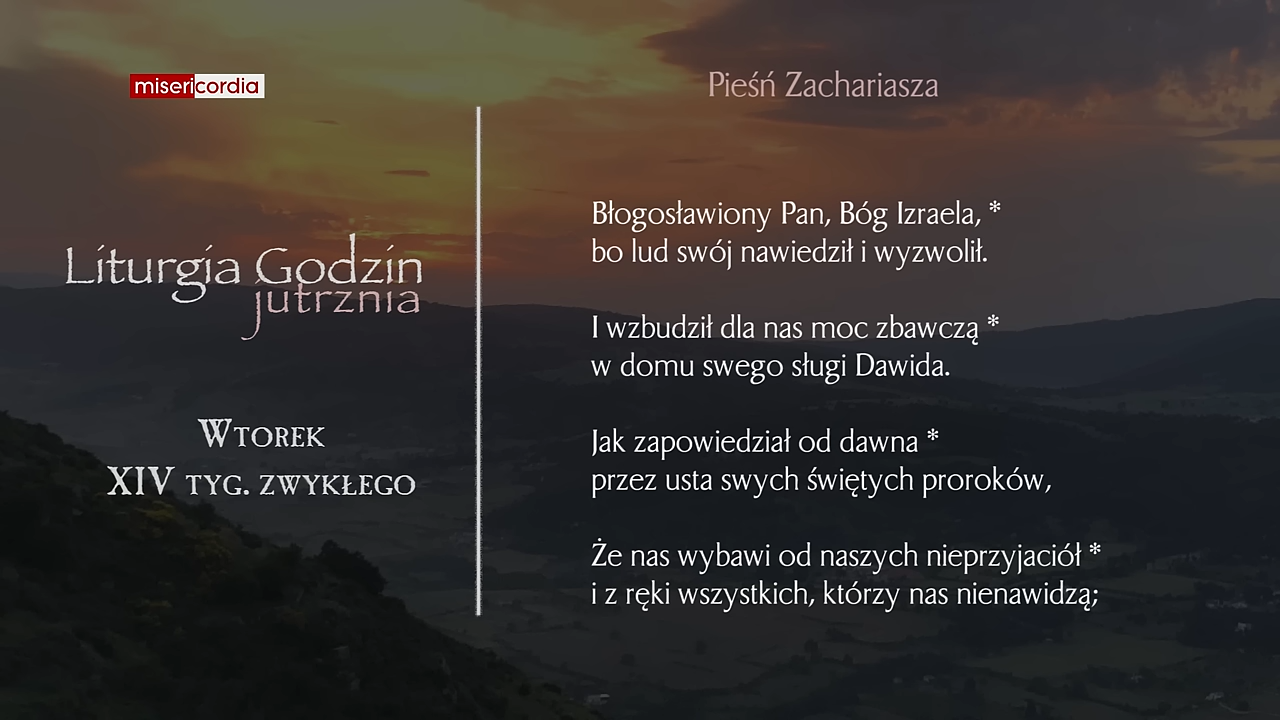 misericordia
Liturgia Godzin
jutrznia
Wtorek
XIV tyg. zwykłego
Pieśń Zachariasza
Błogosławiony Pan, Bóg Izraela, *
bo lud swój nawiedził i wyzwolił.
I wzbudził dla nas moc zbawczą *
w domu swego sługi Dawida.
Jak zapowiedział od dawna *
przez usta swych świętych proroków,
Że nas wybawi od naszych nieprzyjaciół *
i z ręki wszystkich, którzy nas nienawidzą;